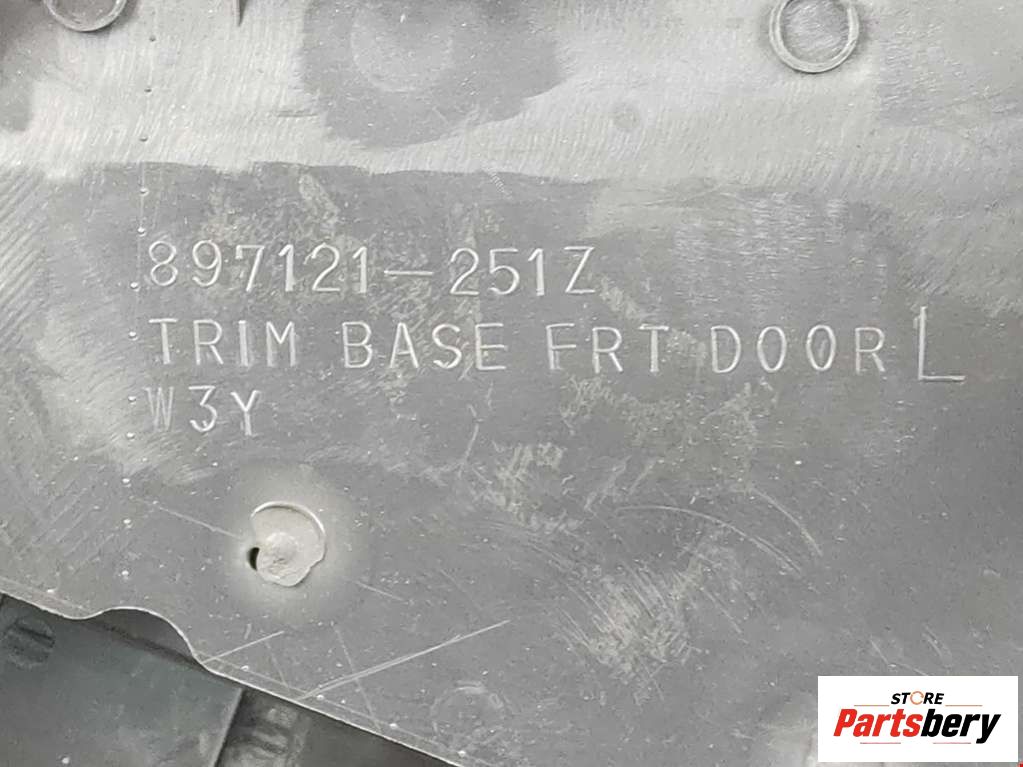 897121-251Z
TRIM BASE FRT DOOR L
W3Y
STORE
Partsbery